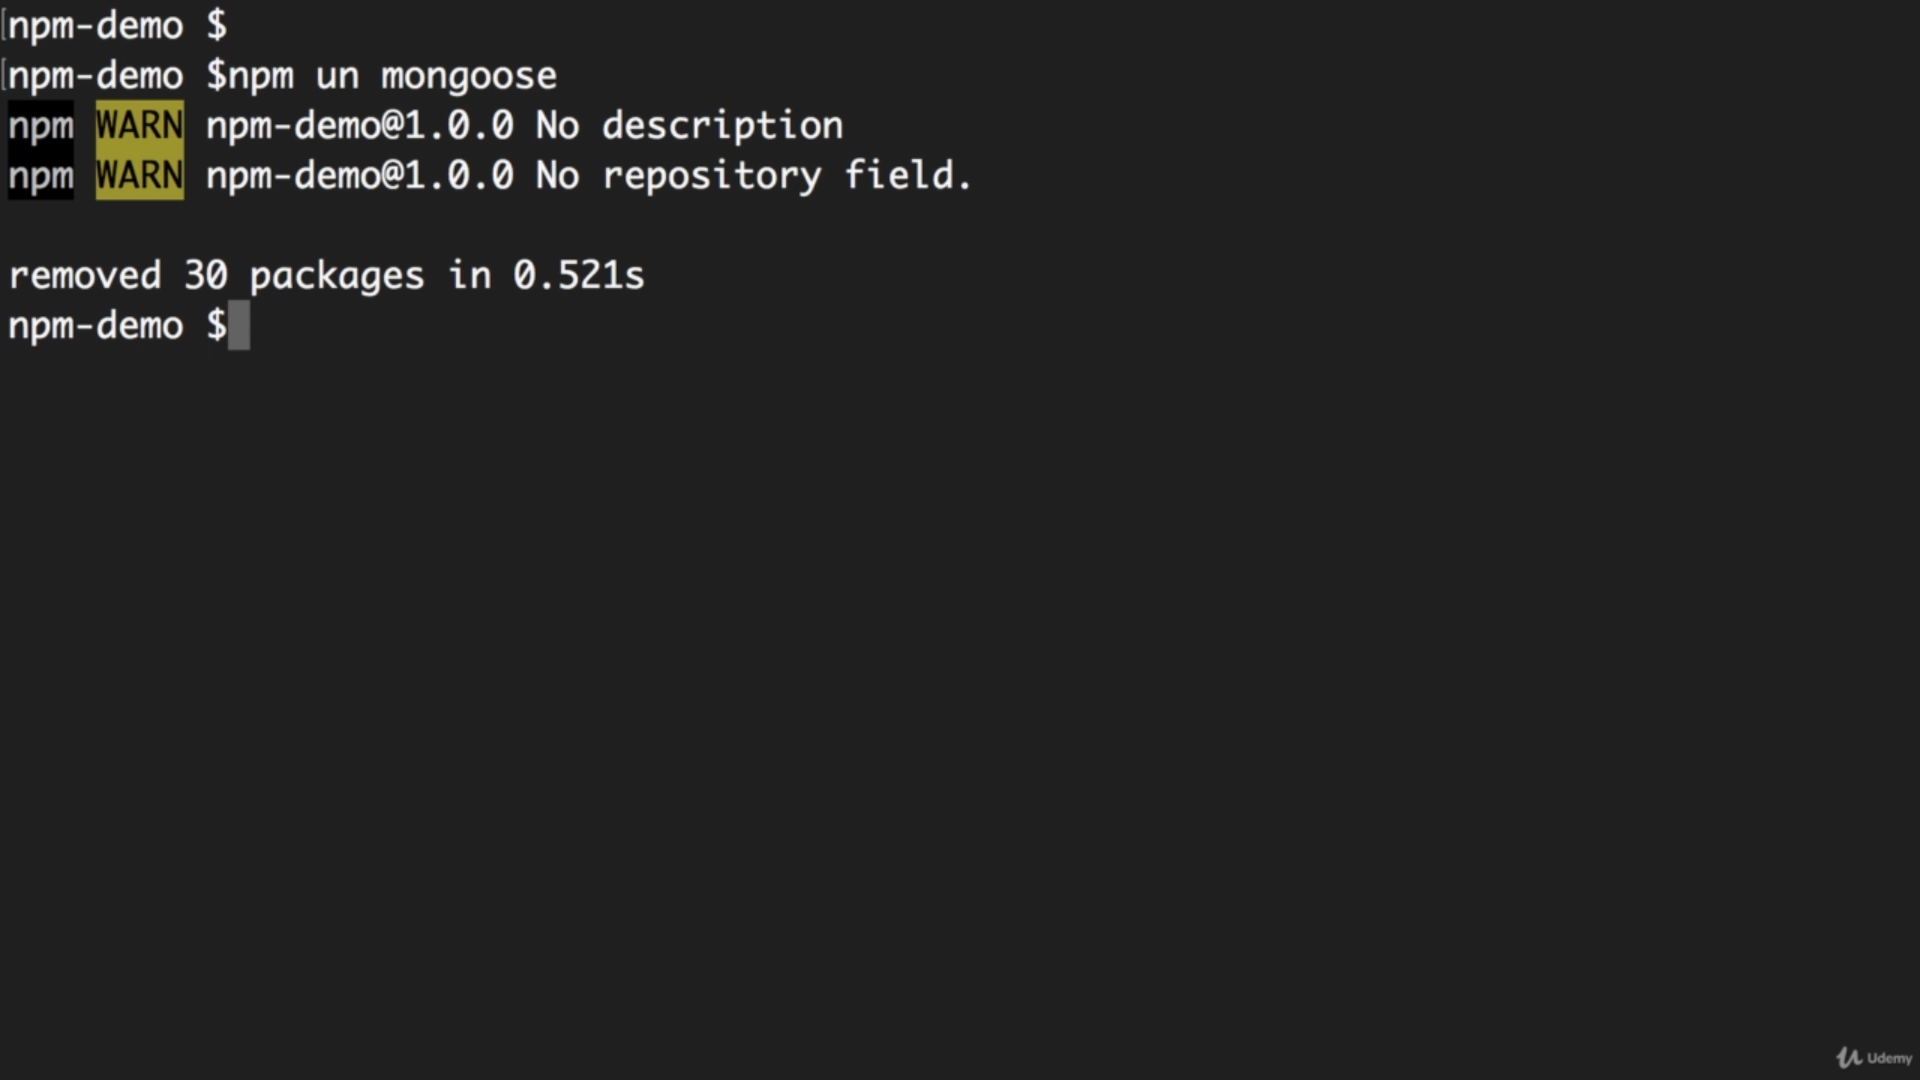 [npm-demo $
[npm-demo $npm un mongoose
npm WARN npm-demo@1.0.0 No description
npm WARN npm-demo@1.0.0 No repository field.
removed 30 packages in 0.521s
npm-demo $
Udemy